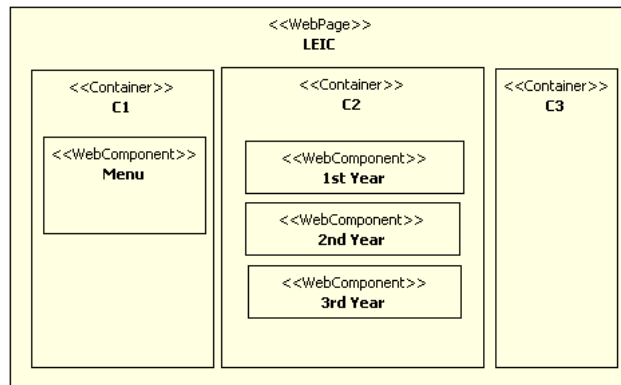 <<WebPage>>
LEIC
<<Container>>
C1
<<WebComponent>>
Menu
<<Container>>
C2
<<WebComponent>>
1st Year
<<WebComponent>>
2nd Year
<<WebComponent>>
3rd Year
<<Container>>
C3